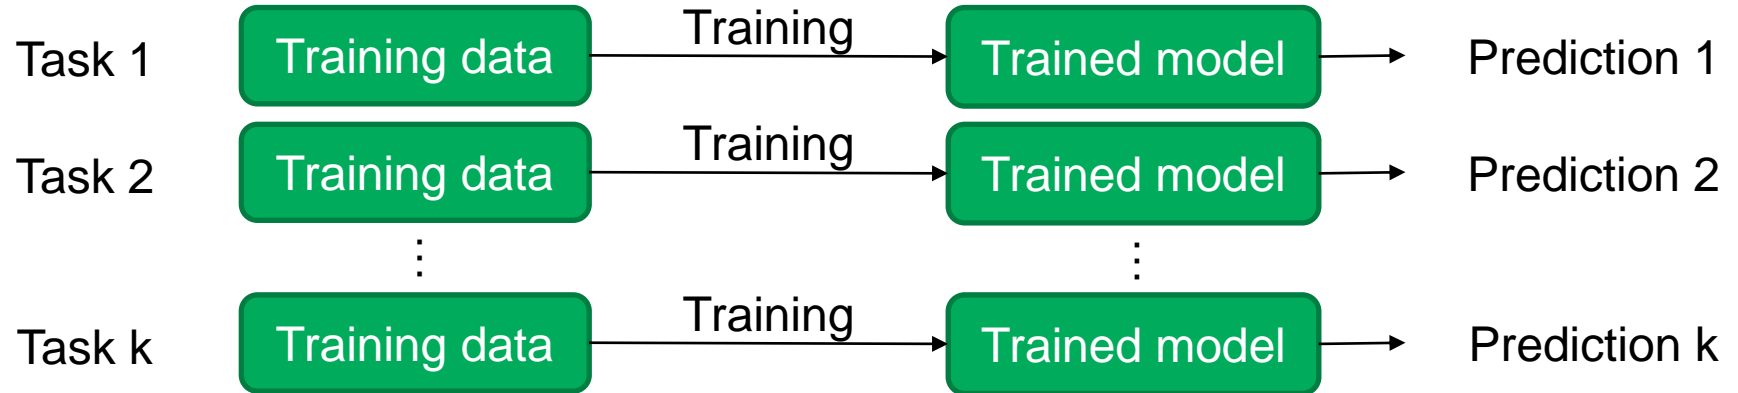 Task 1 Training data Training Trained model Prediction 1
Task 2 Training data Training Trained model Prediction 2
Task k Training data Training Trained model Prediction k